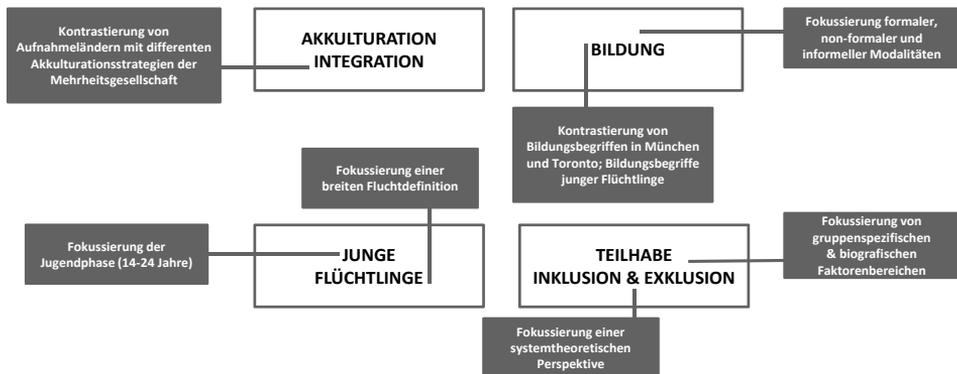 Kontrastierung von
Aufnahmeländern mit differenten
Akkulturationsstrategien der
Mehrheitsgesellschaft
AKKULTURATION
INTEGRATION
BILDUNG
Fokussierung formaler,
non-formaler und
informeller Modalitäten
Kontrastierung von
Bildungsbegriffen in München
und Toronto; Bildungsbegriffe
junger Flüchtlinge
Fokussierung einer
breiten Fluchtdefinition
Fokussierung der
Jugendphase (14-24 Jahre)
JUNGE
FLÜCHTLINGE
TEILHABE
INKLUSION & EXKLUSION
Fokussierung von
gruppenspezifischen
& biografischen
Faktorenbereichen
Fokussierung einer
systemtheoretischen
Perspektive